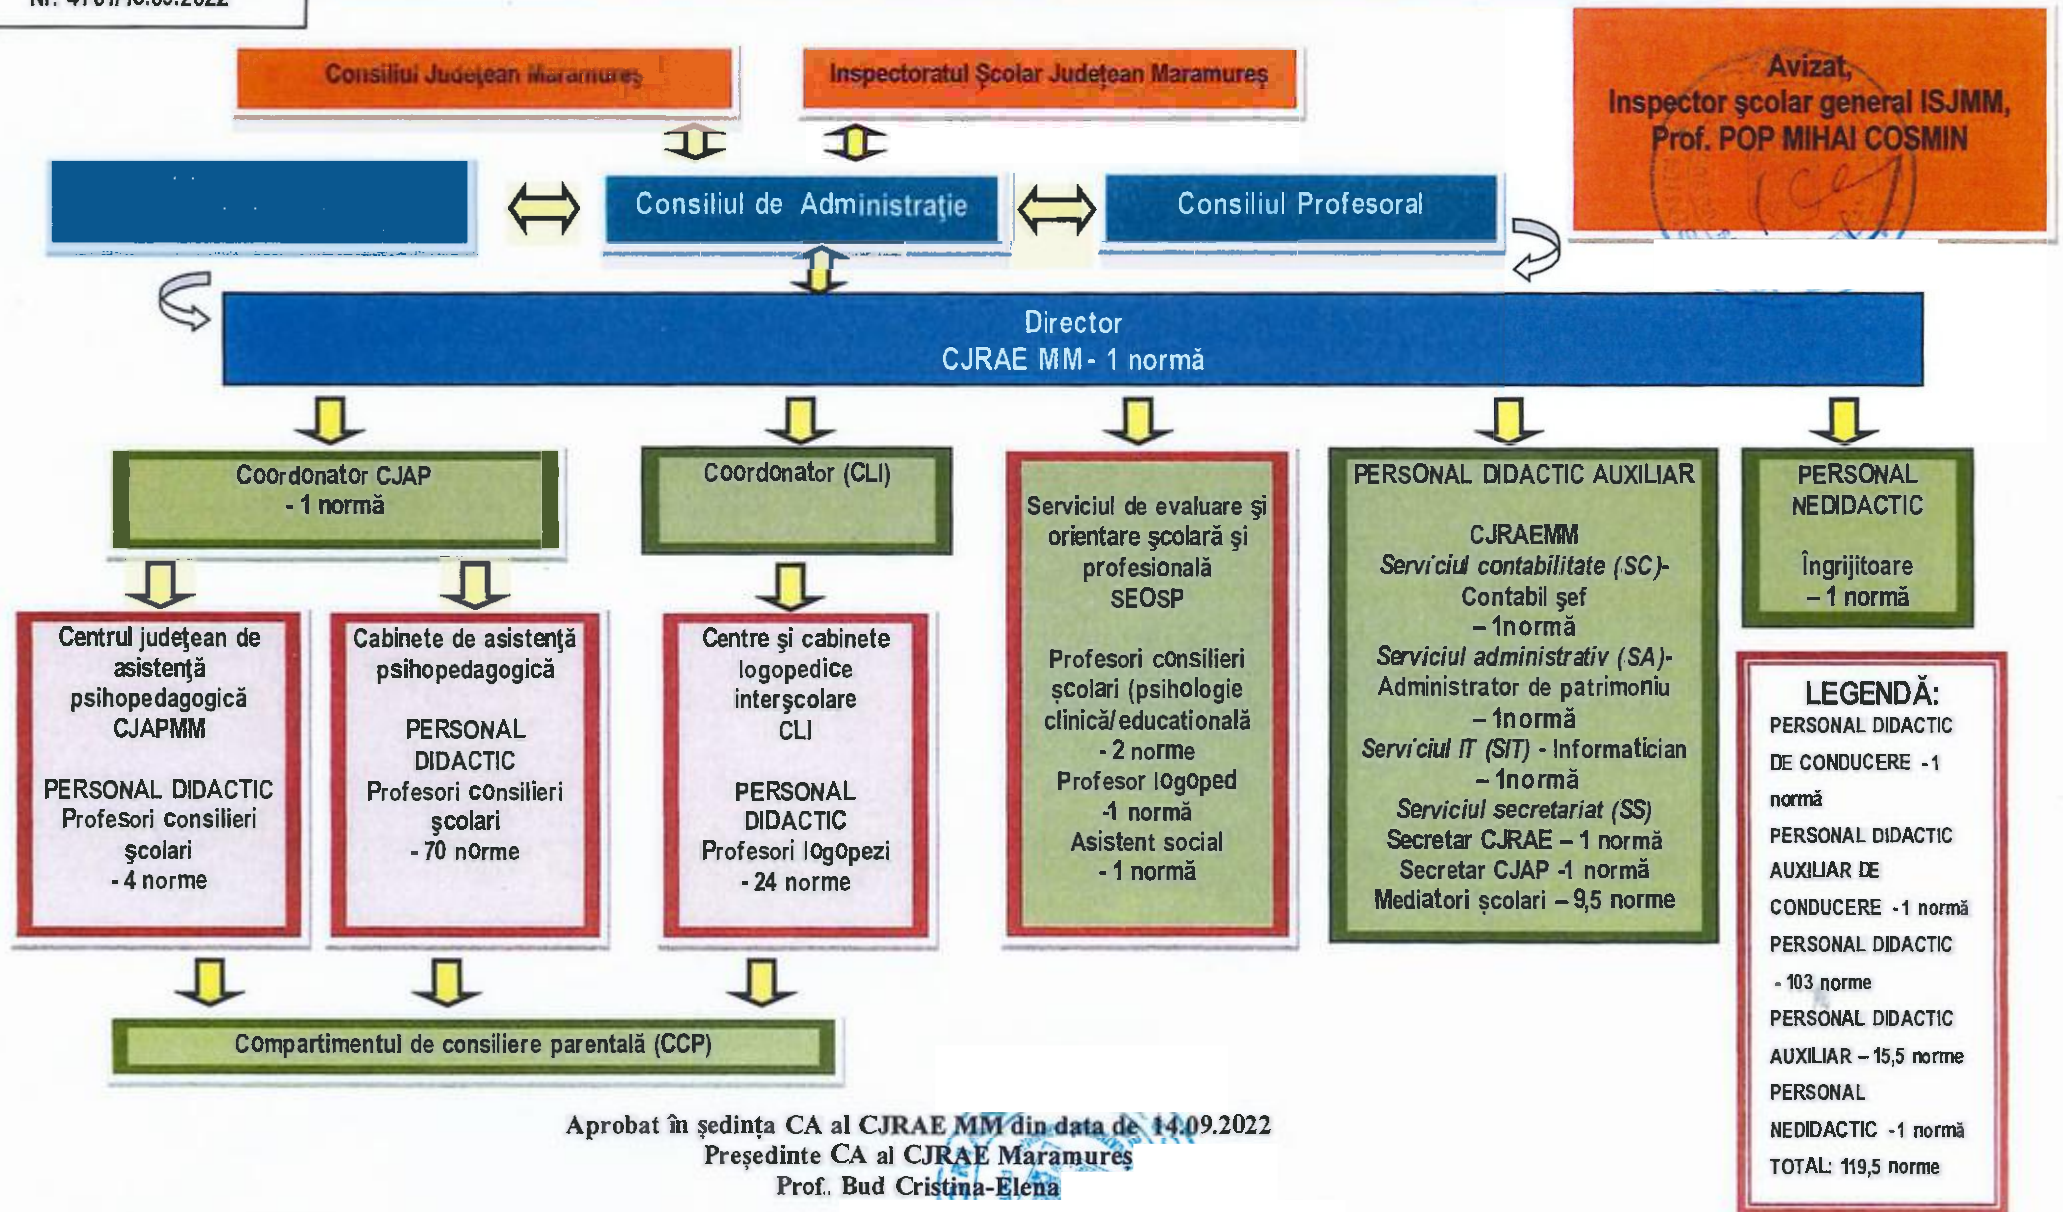 Consiliul Județean Maramureș
Inspectoratul Școlar Județean Maramureș
Avizat,
Inspector școlar general ISJMM,
Prof. POP MIHAI COSMIN
Consiliul de Administrație
Consiliul Profesoral
Director
CJRAE MM- 1 normă
Coordonator CJAP
- 1 normă
Coordonator (CLI)
Serviciul de evaluare și
orientare școlară și
profesională
SEOSP
Profesori consilieri
școlari (psihologie
clinică/educatională
- 2 norme
Profesor logoped
-1 normă
Asistent social
- 1 normă
PERSONAL DIDACTIC AUXILIAR
CJRAEMM
Serviciul contabilitate (SC)-
Contabil șef
– 1normă
Serviciul administrativ (SA)-
Administrator de patrimoniu
– 1normă
Serviciul IT (SIT) - Informatician
– 1normă
Serviciul secretariat (SS)
Secretar CJRAE – 1 normă
Secretar CJAP -1 normă
Mediatori școlari – 9,5 norme
PERSONAL
NEDIDACTIC
Îngrijitoare
– 1 normă
Centrul județean de
asistență
psihopedagogică
CJAPMM
PERSONAL DIDACTIC
Profesori consilieri
școlari
- 4 norme
Cabinete de asistență
psihopedagogică
PERSONAL
DIDACTIC
Profesori consilieri
școlari
- 70 norme
Centre și cabinete
logopedice
interșcolare
CLI
PERSONAL
DIDACTIC
Profesori logopezi
- 24 norme
LEGENDĂ:
PERSONAL DIDACTIC
DE CONDUCERE -1
normă
PERSONAL DIDACTIC
AUXILIAR DE
CONDUCERE -1 normă
PERSONAL DIDACTIC
- 103 norme
PERSONAL DIDACTIC
AUXILIAR – 15,5 norme
PERSONAL
NEDIDACTIC -1 normă
TOTAL: 119,5 norme
Compartimentul de consiliere parentală (CCP)
Aprobat în ședința CA al CJRAE MM din data de 14.09.2022
Președinte CA al CJRAE Maramureș
Prof. Bud Cristina-Elena